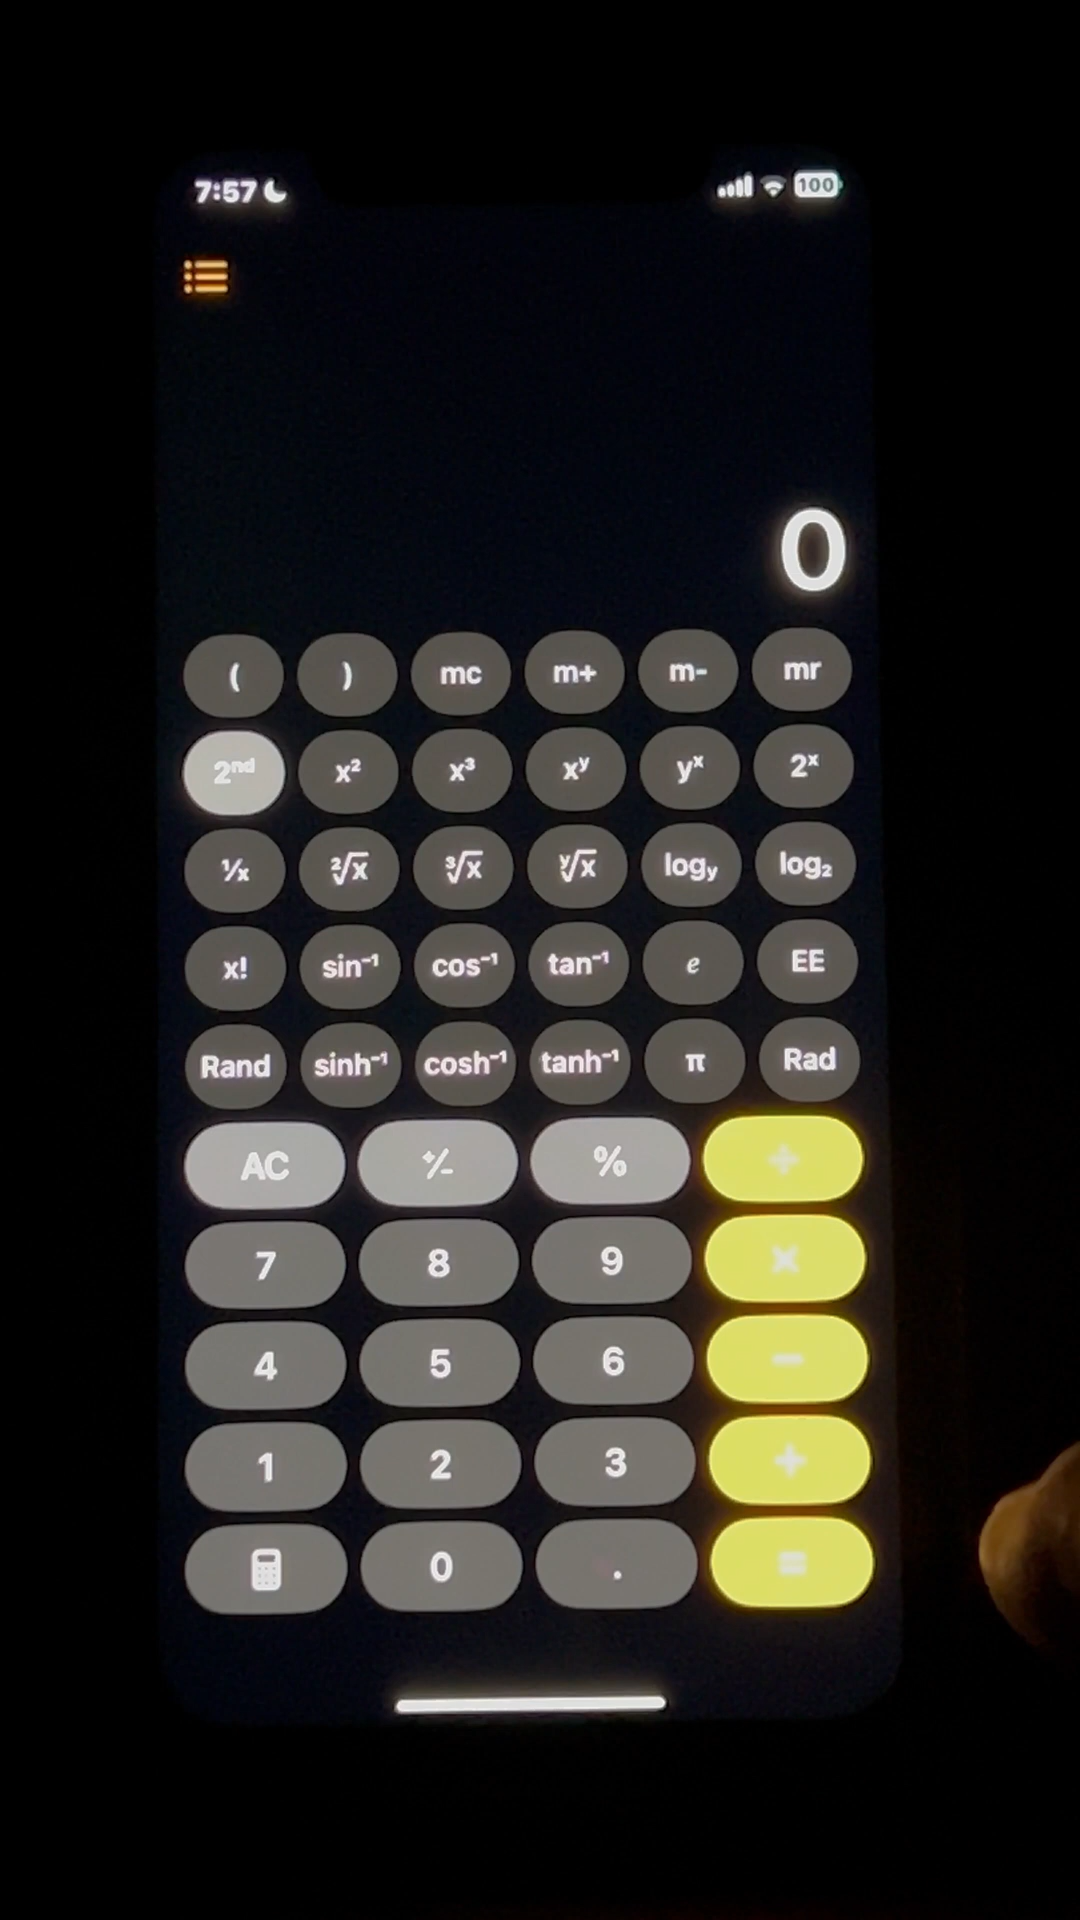 7:57 100
0
( ) mc m+ m- mr
2ⁿᵈ x² x³ xʸ yˣ 2ˣ
¹⁄x ²√x ³√x ʸ√x logᵧ log₂
x! sin⁻¹ cos⁻¹ tan⁻¹ e EE
Rand sinh⁻¹ cosh⁻¹ tanh⁻¹ π Rad
AC +⁄- % ÷
7 8 9 ×
4 5 6 −
1 2 3 +
0 . =